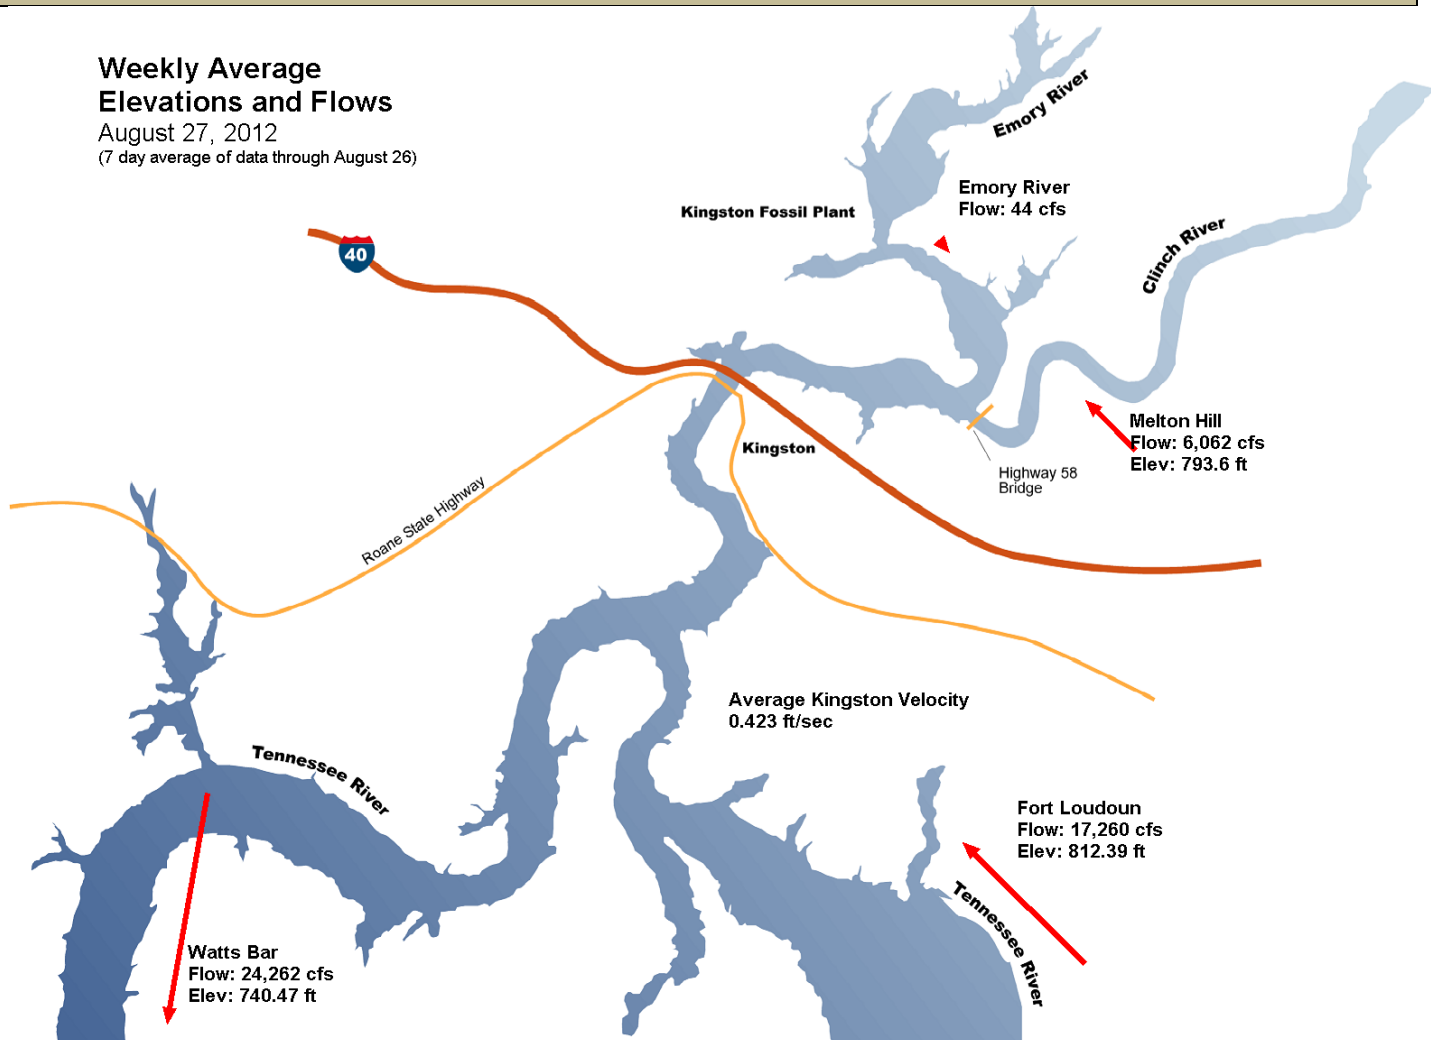 Weekly Average
Elevations and Flows
August 27, 2012
(7 day average of data through August 26)
Emory River
Emory River
Flow: 44 cfs
Kingston Fossil Plant
Clinch River
40
Melton Hill
Flow: 6,062 cfs
Elev: 793.6 ft
Kingston
Highway 58
Bridge
Roane State Highway
Average Kingston Velocity
0.423 ft/sec
Tennessee River
Fort Loudoun
Flow: 17,260 cfs
Elev: 812.39 ft
Tennessee River
Watts Bar
Flow: 24,262 cfs
Elev: 740.47 ft